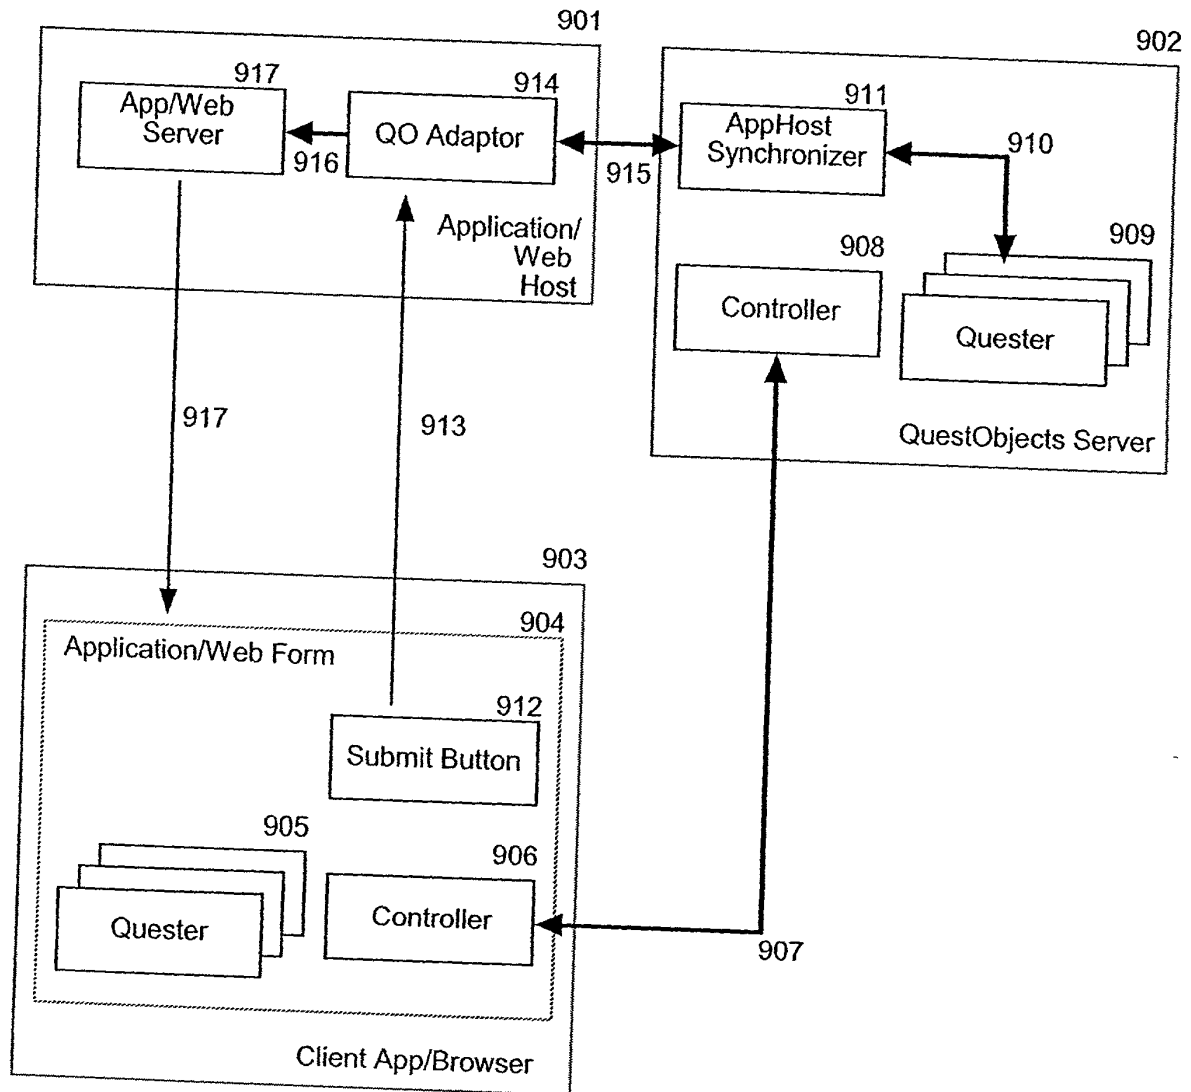 901
902
917
914
911
App/Web
Server
QO Adaptor
AppHost
Synchronizer
916
915
910
Application/
Web
Host
908
909
Controller
Quester
917
913
QuestObjects Server
903
904
Application/Web Form
912
Submit Button
905
906
Quester
Controller
907
Client App/Browser